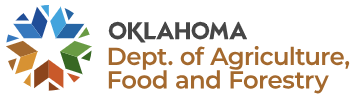 OKLAHOMA
Dept. of Agriculture,
Food and Forestry